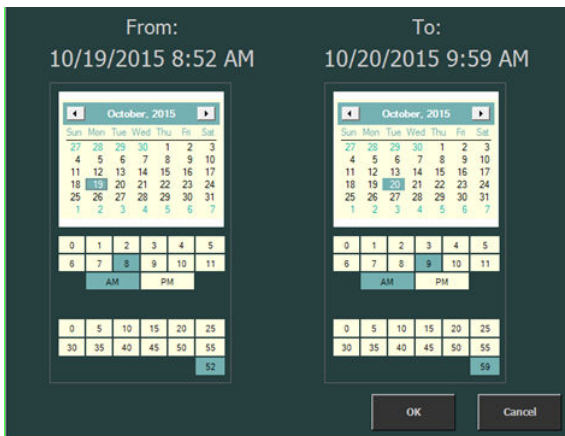 From:
10/19/2015 8:52 AM
October, 2015
Sun Mon Tue Wed Thu Fri Sat
27 28 29 30 1 2 3
4 5 6 7 8 9 10
11 12 13 14 15 16 17
18 19 20 21 22 23 24
25 26 27 28 29 30 31
1 2 3 4 5 6 7
0 1 2 3 4 5
6 7 8 9 10 11
AM PM
0 5 10 15 20 25
30 35 40 45 50 55
52
To:
10/20/2015 9:59 AM
October, 2015
Sun Mon Tue Wed Thu Fri Sat
27 28 29 30 1 2 3
4 5 6 7 8 9 10
11 12 13 14 15 16 17
18 19 20 21 22 23 24
25 26 27 28 29 30 31
1 2 3 4 5 6 7
0 1 2 3 4 5
6 7 8 9 10 11
AM PM
0 5 10 15 20 25
30 35 40 45 50 55
59
OK Cancel